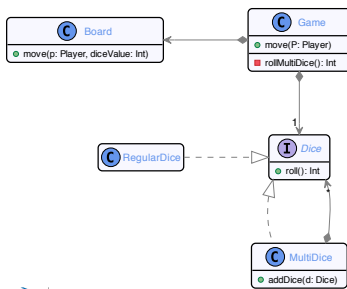 C Board
move(p: Player, diceValue: Int)
C Game
move(P: Player)
rollMultiDice(): Int
1
I Dice
roll(): Int
C RegularDice
*
C MultiDice
addDice(d: Dice)